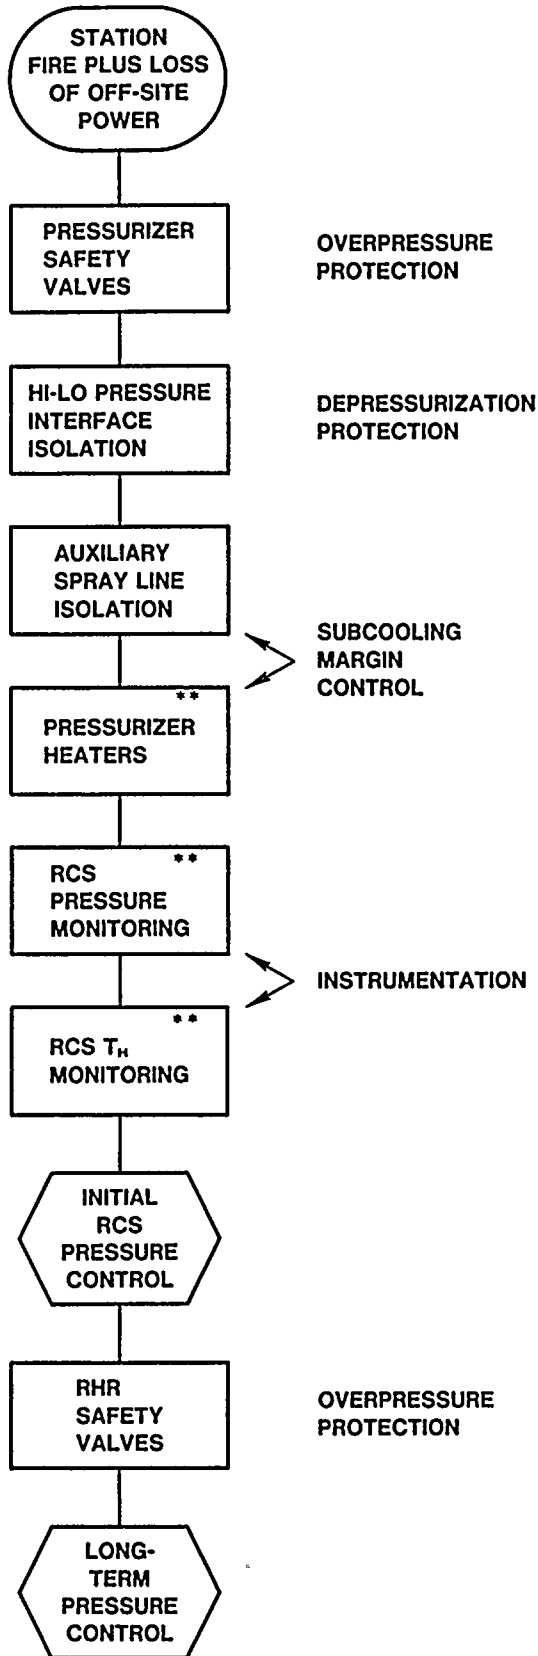 STATION
FIRE PLUS LOSS
OF OFF-SITE
POWER
PRESSURIZER
SAFETY
VALVES
OVERPRESSURE
PROTECTION
HI-LO PRESSURE
INTERFACE
ISOLATION
DEPRESSURIZATION
PROTECTION
AUXILIARY
SPRAY LINE
ISOLATION
SUBCOOLING
MARGIN
CONTROL
**
PRESSURIZER
HEATERS
**
RCS
PRESSURE
MONITORING
INSTRUMENTATION
**
RCS T_H
MONITORING
INITIAL
RCS
PRESSURE
CONTROL
RHR
SAFETY
VALVES
OVERPRESSURE
PROTECTION
LONG-
TERM
PRESSURE
CONTROL